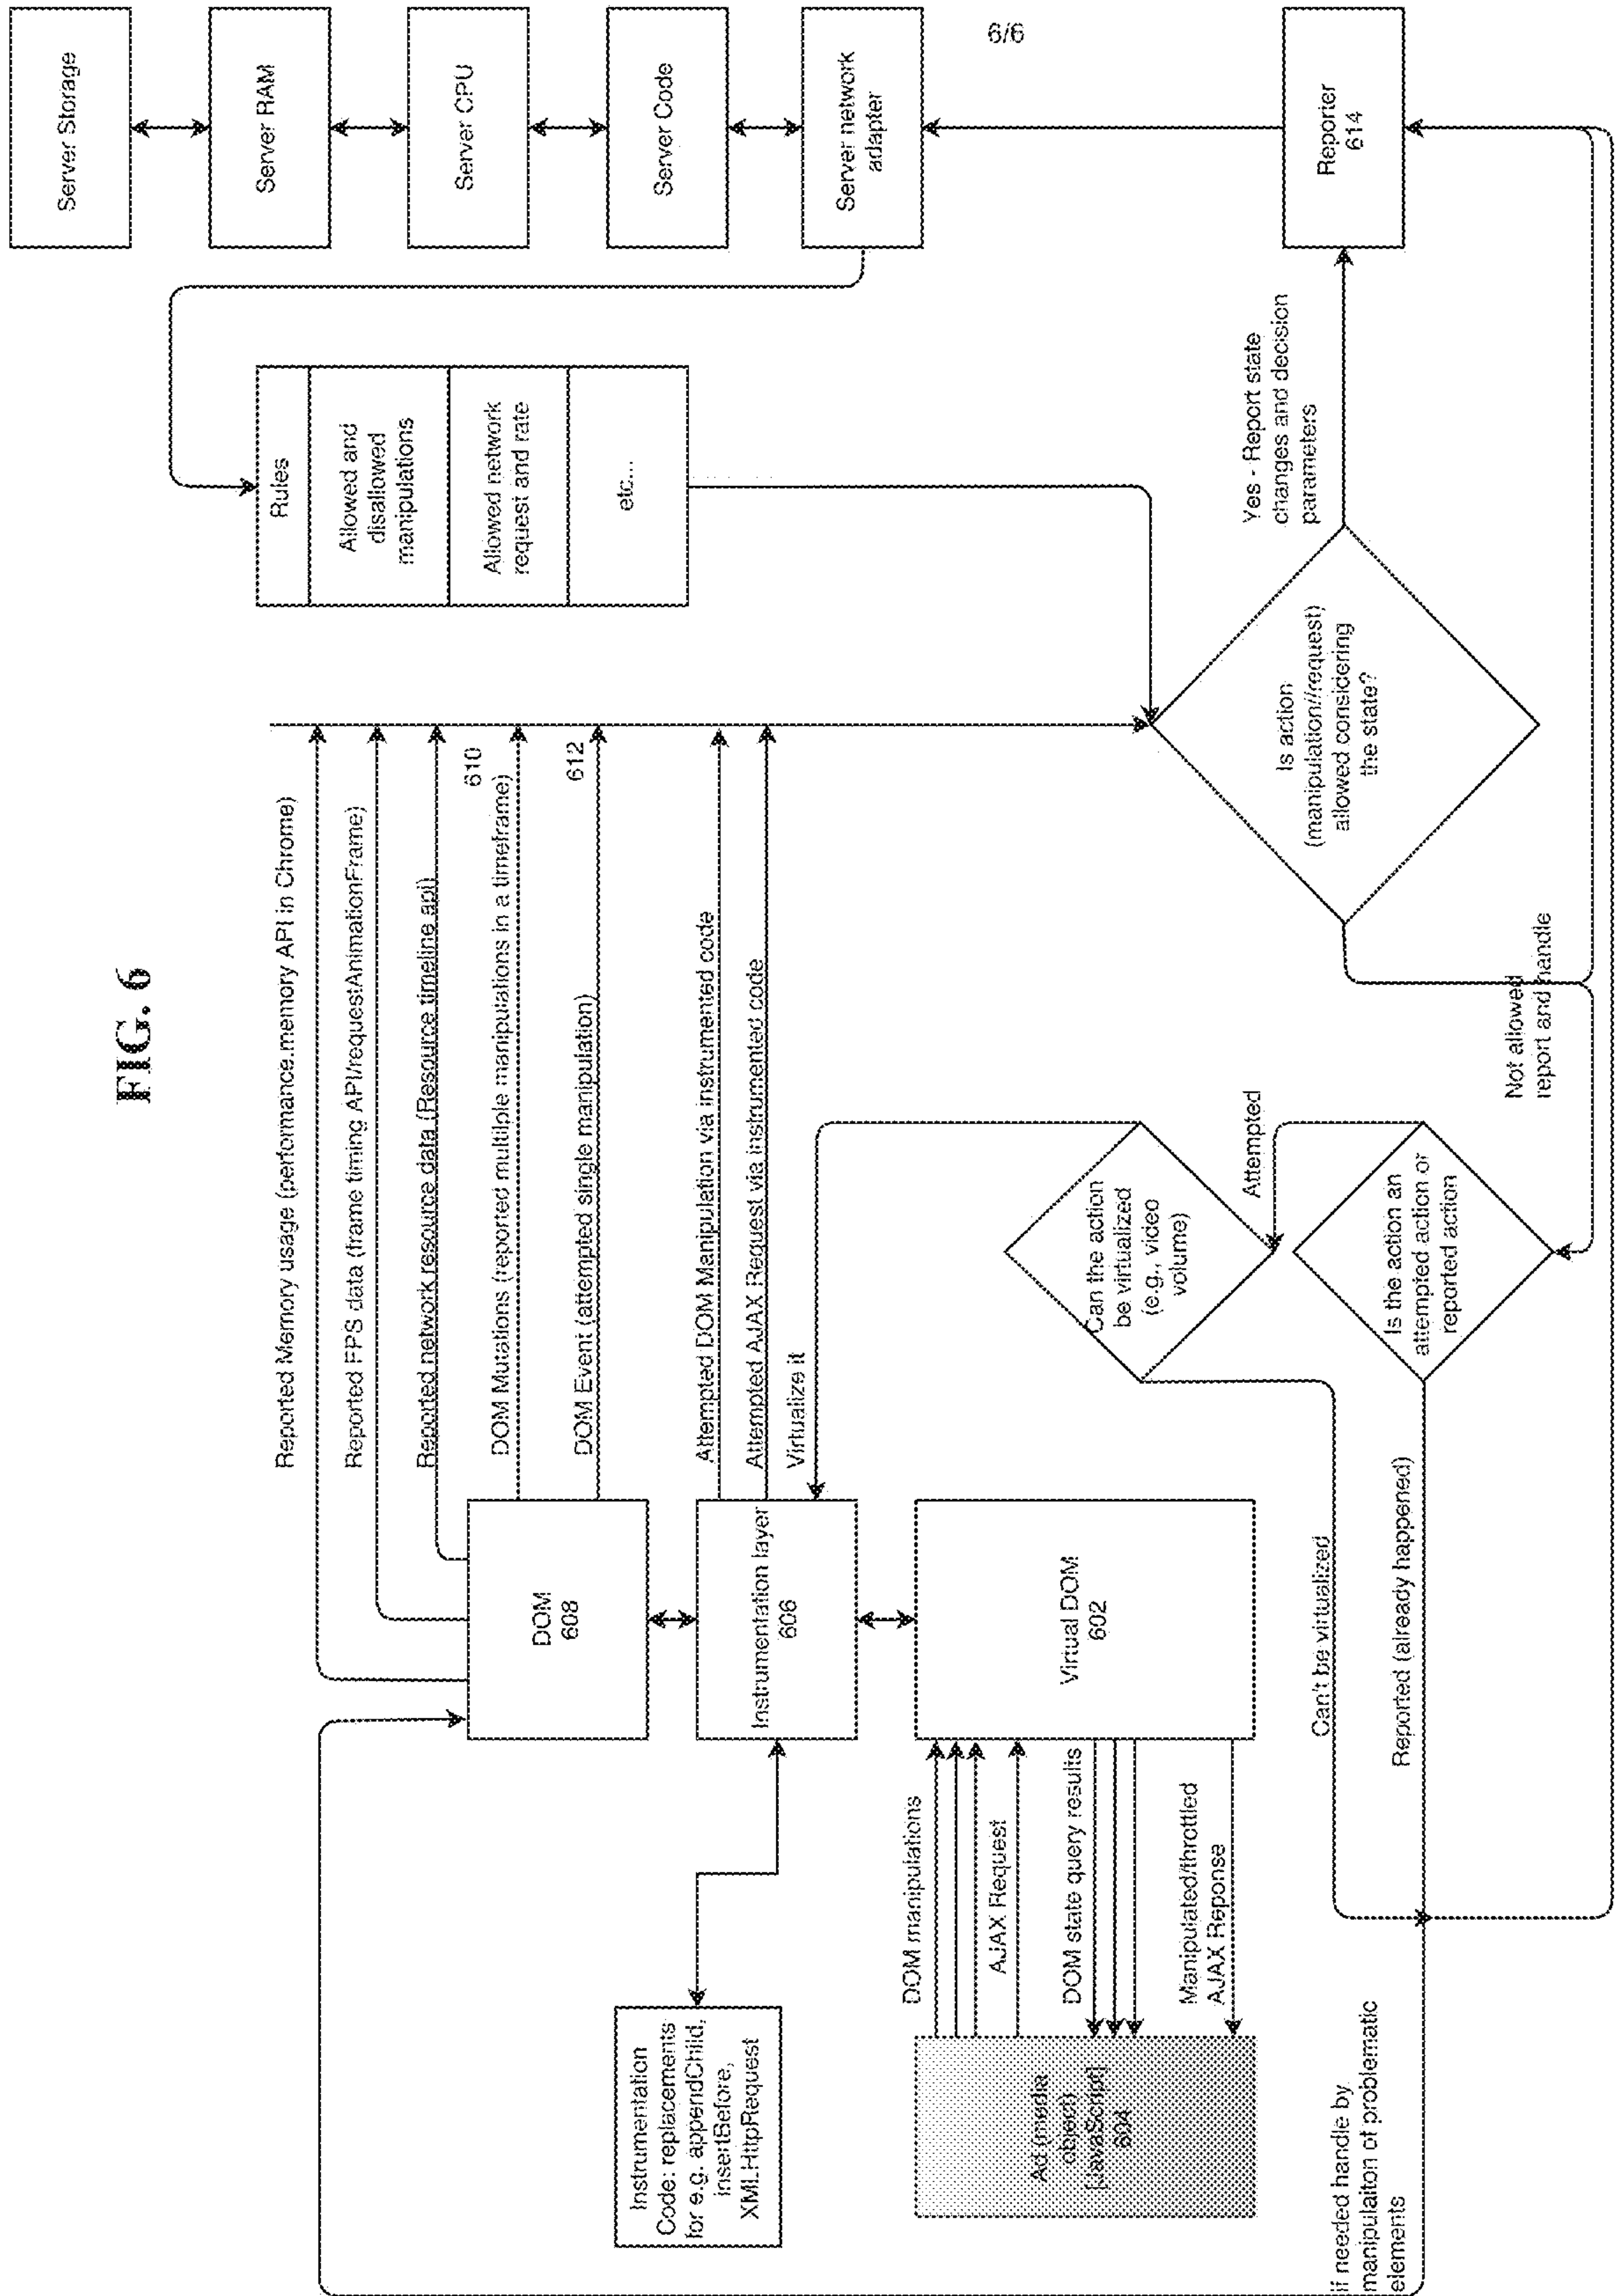 6/6
FIG. 6
Server Storage
Server RAM
Server CPU
Server Code
Server network
adapter
Reporter
614
Rules
Allowed and
disallowed
manipulations
Allowed network
request and rate
etc...
Yes - Report state
changes and decision
parameters
Is action
(manipulation//request)
allowed considering
the state?
Reported Memory usage (performance.memory API in Chrome)
Reported FPS data (frame timing API/requestAnimationFrame)
Reported network resource data (Resource timeline api)
610
DOM Mutations (reported multilple manipulations in a timeframe)
612
DOM Event (attempted single manipulation)
Attempted DOM Manipulation via instrumented code
Attempted AJAX Request via instrumented code
Virtualize it
Can the action
be virtualized
(e.g., video
volume)
Attempted
Is the action an
attempted action or
reported action
Not allowed
report and handle
DOM
608
Instrumentation layer
606
Virtual DOM
602
Can't be virtualized
Reported (already happened)
Instrumentation
Code: replacements
for e.g. appendChild,
insertBefore,
XMLHttpRequest
DOM manipulations
AJAX Request
DOM state query results
Manipulated/throttled
AJAX Reponse
Ad (media
object)
[JavaScript]
604
If needed handle by
manipulaiton of problematic
elements